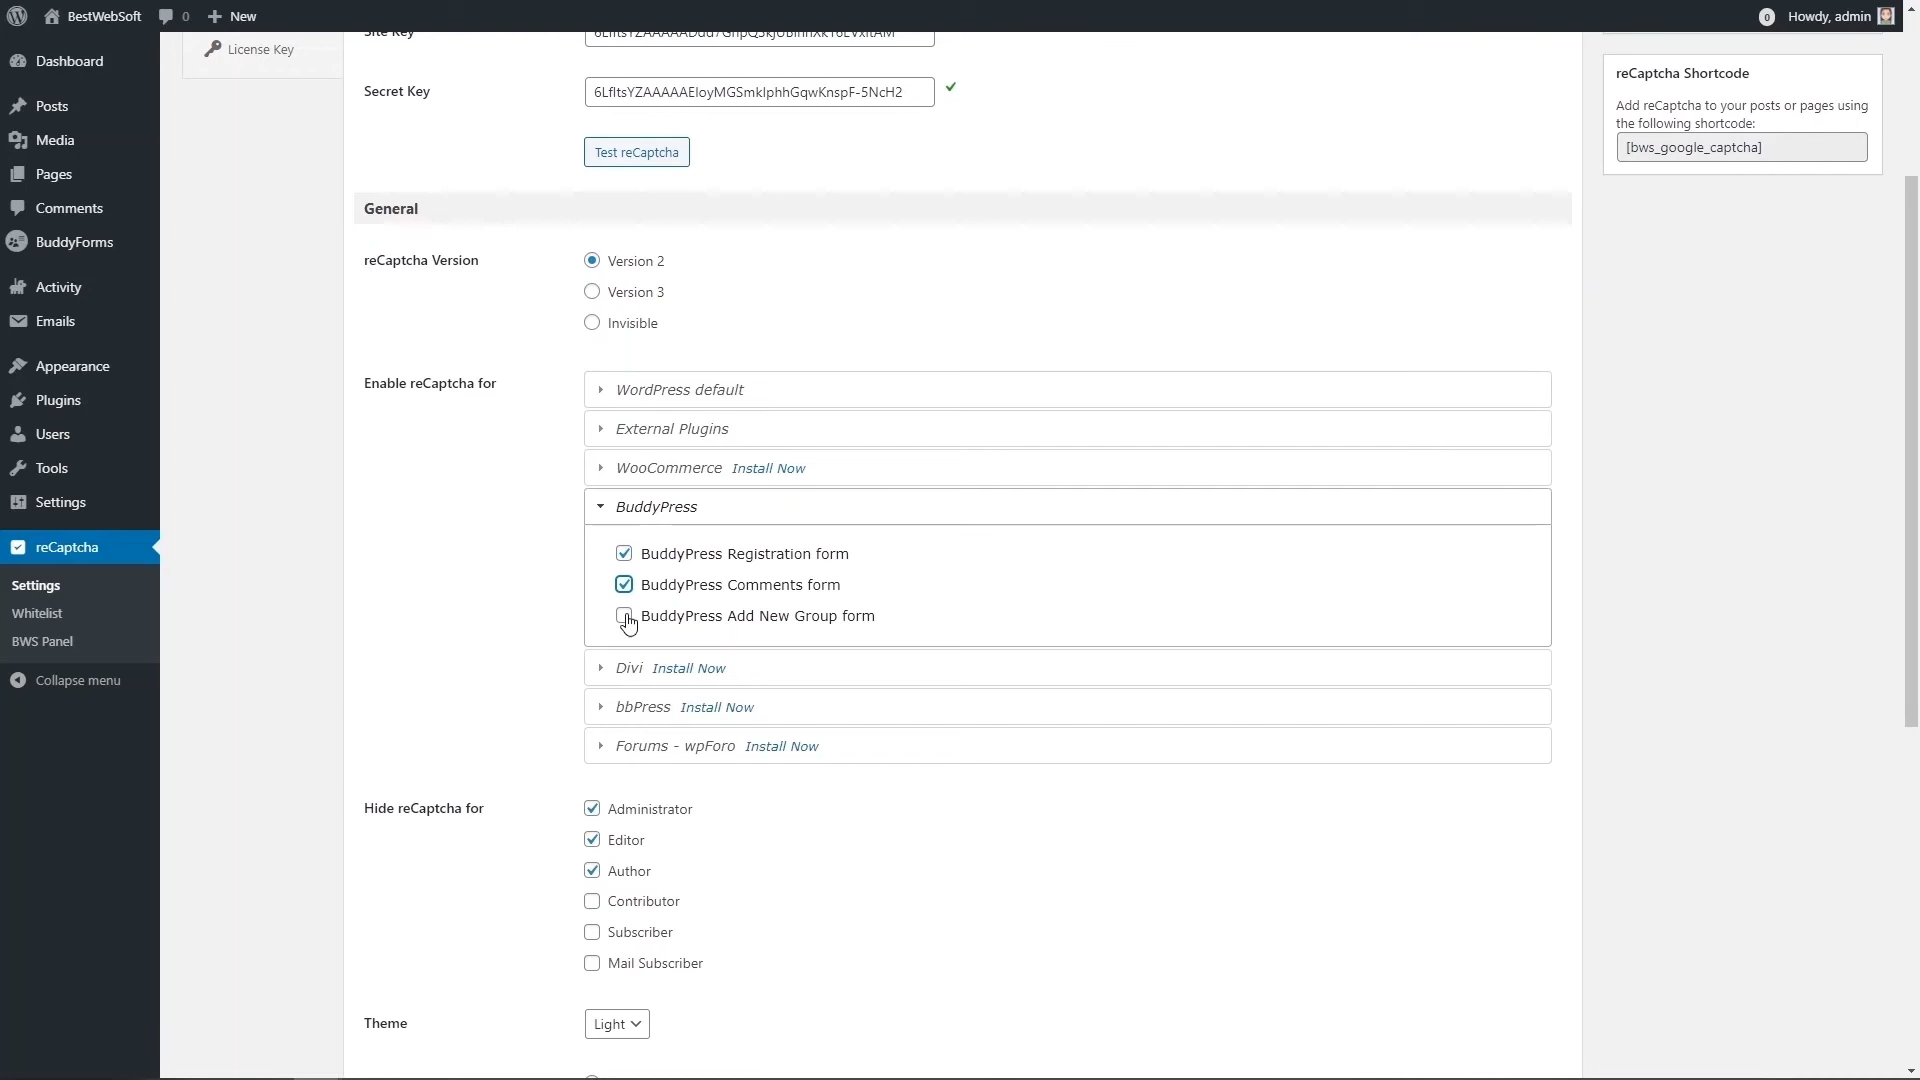 BestWebSoft
0
New
0
Howdy, admin
Dashboard
Posts
Media
Pages
Comments
BuddyForms
Activity
Emails
Appearance
Plugins
Users
Tools
Settings
reCaptcha
Settings
Whitelist
BWS Panel
Collapse menu
License Key
Site Key
Secret Key
Test reCaptcha
General
reCaptcha Version
Version 2
Version 3
Invisible
Enable reCaptcha for
WordPress default
External Plugins
WooCommerce Install Now
BuddyPress
BuddyPress Registration form
BuddyPress Comments form
BuddyPress Add New Group form
Divi Install Now
bbPress Install Now
Forums - wpForo Install Now
Hide reCaptcha for
Administrator
Editor
Author
Contributor
Subscriber
Mail Subscriber
Theme
Light
reCaptcha Shortcode
Add reCaptcha to your posts or pages using
the following shortcode:
[bws_google_captcha]